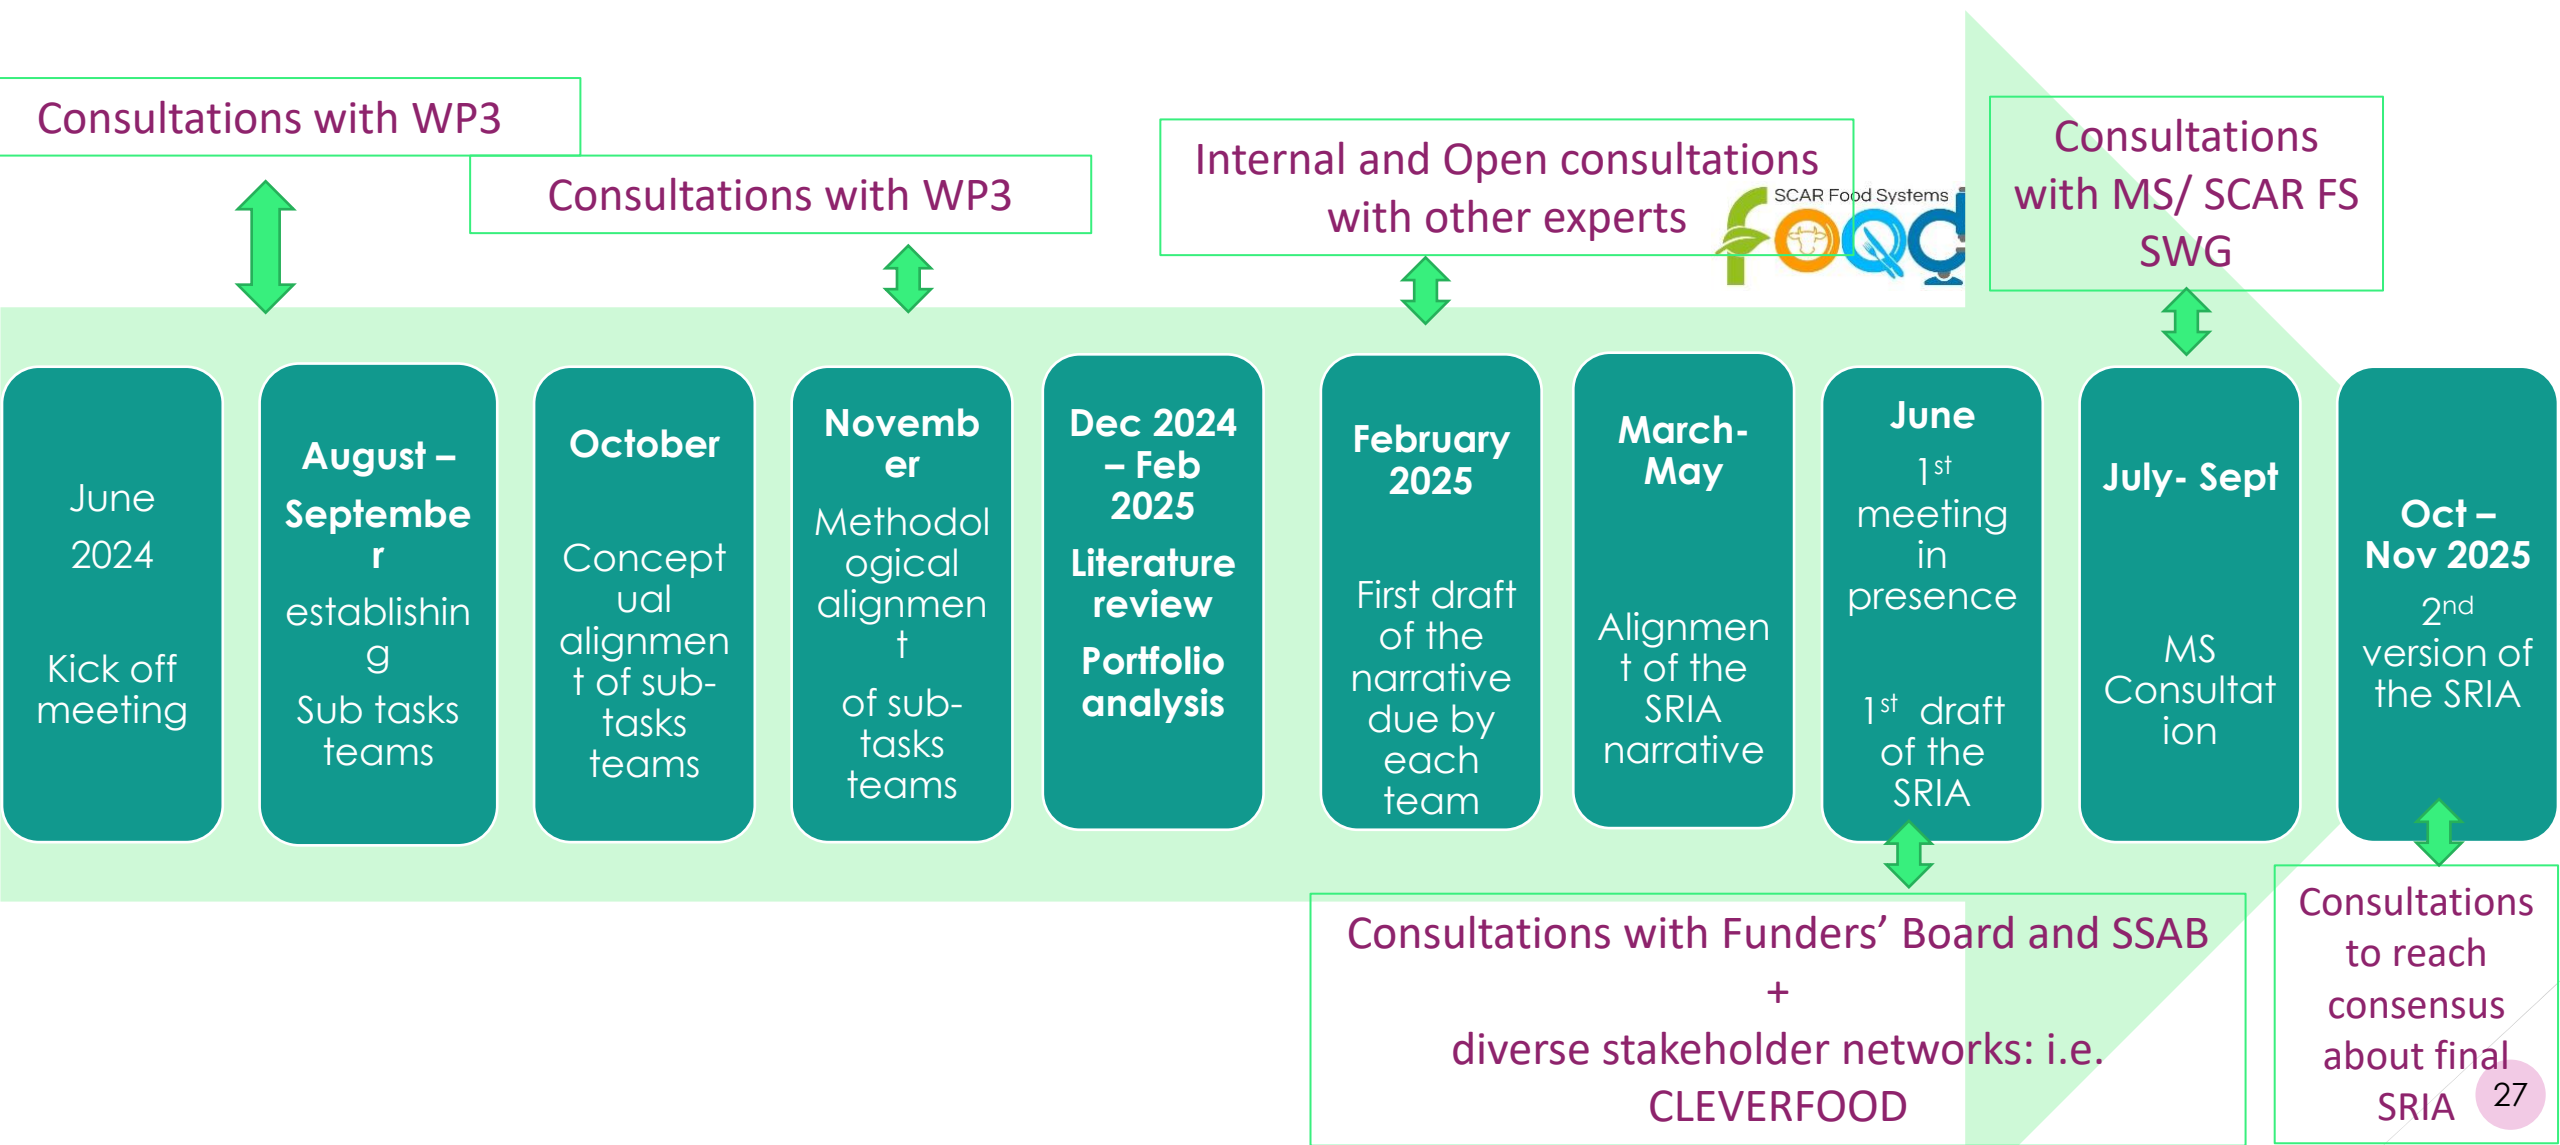 Consultations with WP3
Consultations with WP3
Internal and Open consultations
with other experts
SCAR Food Systems
food
Consultations
with MS/ SCAR FS
SWG
June
2024
Kick off
meeting
August –
Septembe
r
establishin
g
Sub tasks
teams
October
Concept
ual
alignmen
t of sub-
tasks
teams
Novemb
er
Methodol
ogical
alignmen
t
of sub-
tasks
teams
Dec 2024
– Feb
2025
Literature
review
Portfolio
analysis
February
2025
First draft
of the
narrative
due by
each
team
March-
May
Alignmen
t of the
SRIA
narrative
June
1st
meeting
in
presence
1st draft
of the
SRIA
July- Sept
MS
Consultat
ion
Oct –
Nov 2025
2nd
version of
the SRIA
Consultations with Funders’ Board and SSAB
+
diverse stakeholder networks: i.e.
CLEVERFOOD
Consultations
to reach
consensus
about final
SRIA
27